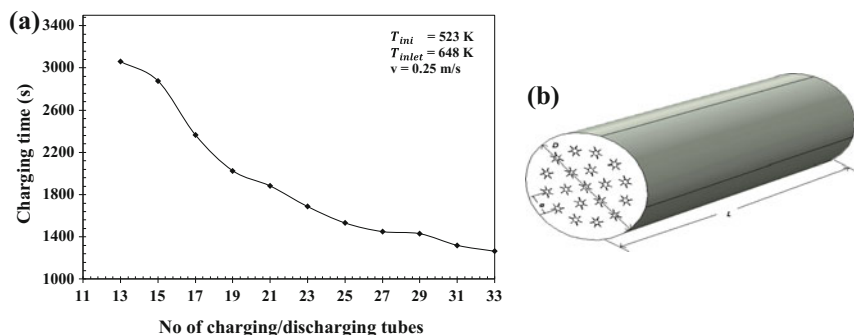 (a)
3400
3000
2600
2200
1800
1400
1000
Charging time (s)
T_ini = 523 K
T_inlet = 648 K
v = 0.25 m/s
11 13 15 17 19 21 23 25 27 29 31 33
No of charging/discharging tubes
(b)
L